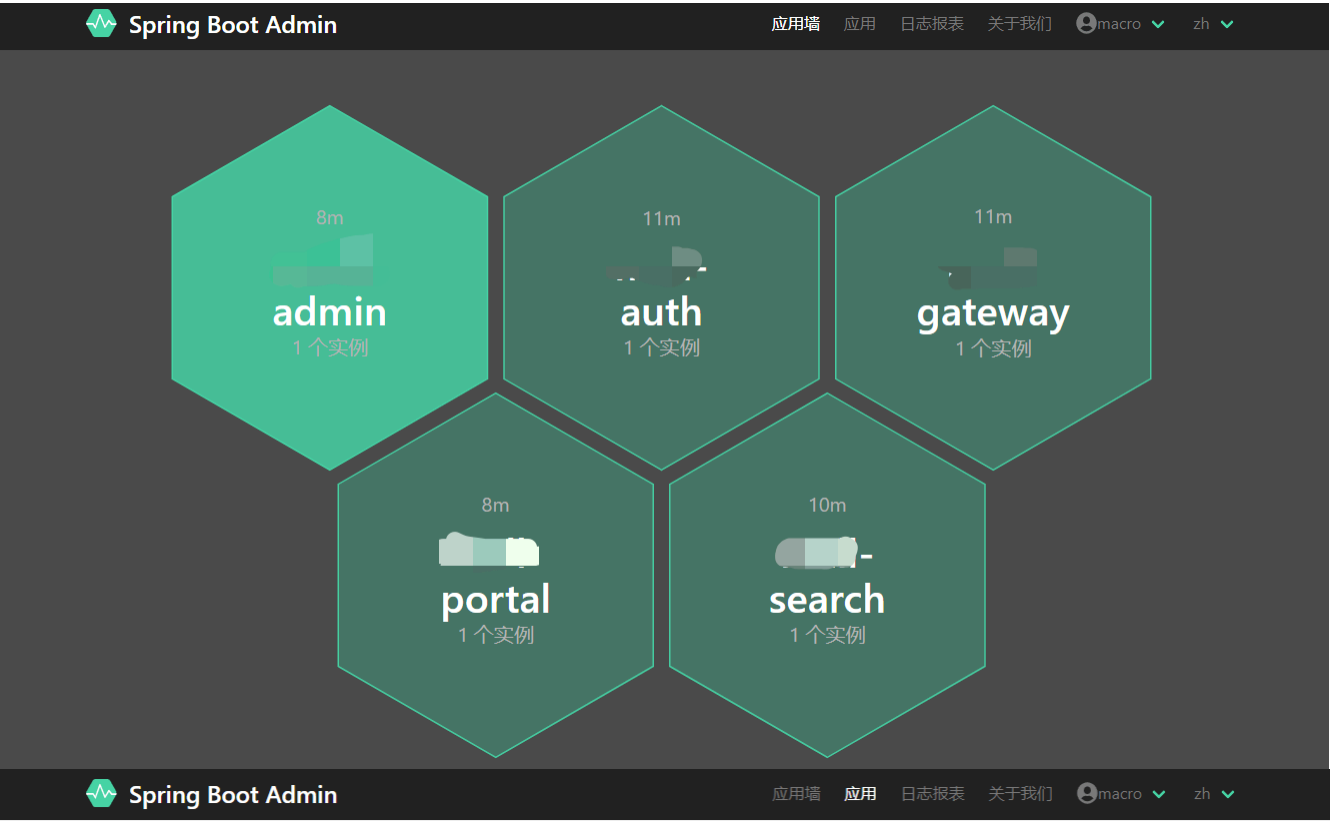 Spring Boot Admin 应用墙 应用 日志报表 关于我们 macro zh
8m 11m 11m
admin auth gateway
1 个实例 1 个实例 1 个实例
8m 10m
-
portal search
1 个实例 1 个实例
Spring Boot Admin 应用墙 应用 日志报表 关于我们 macro zh